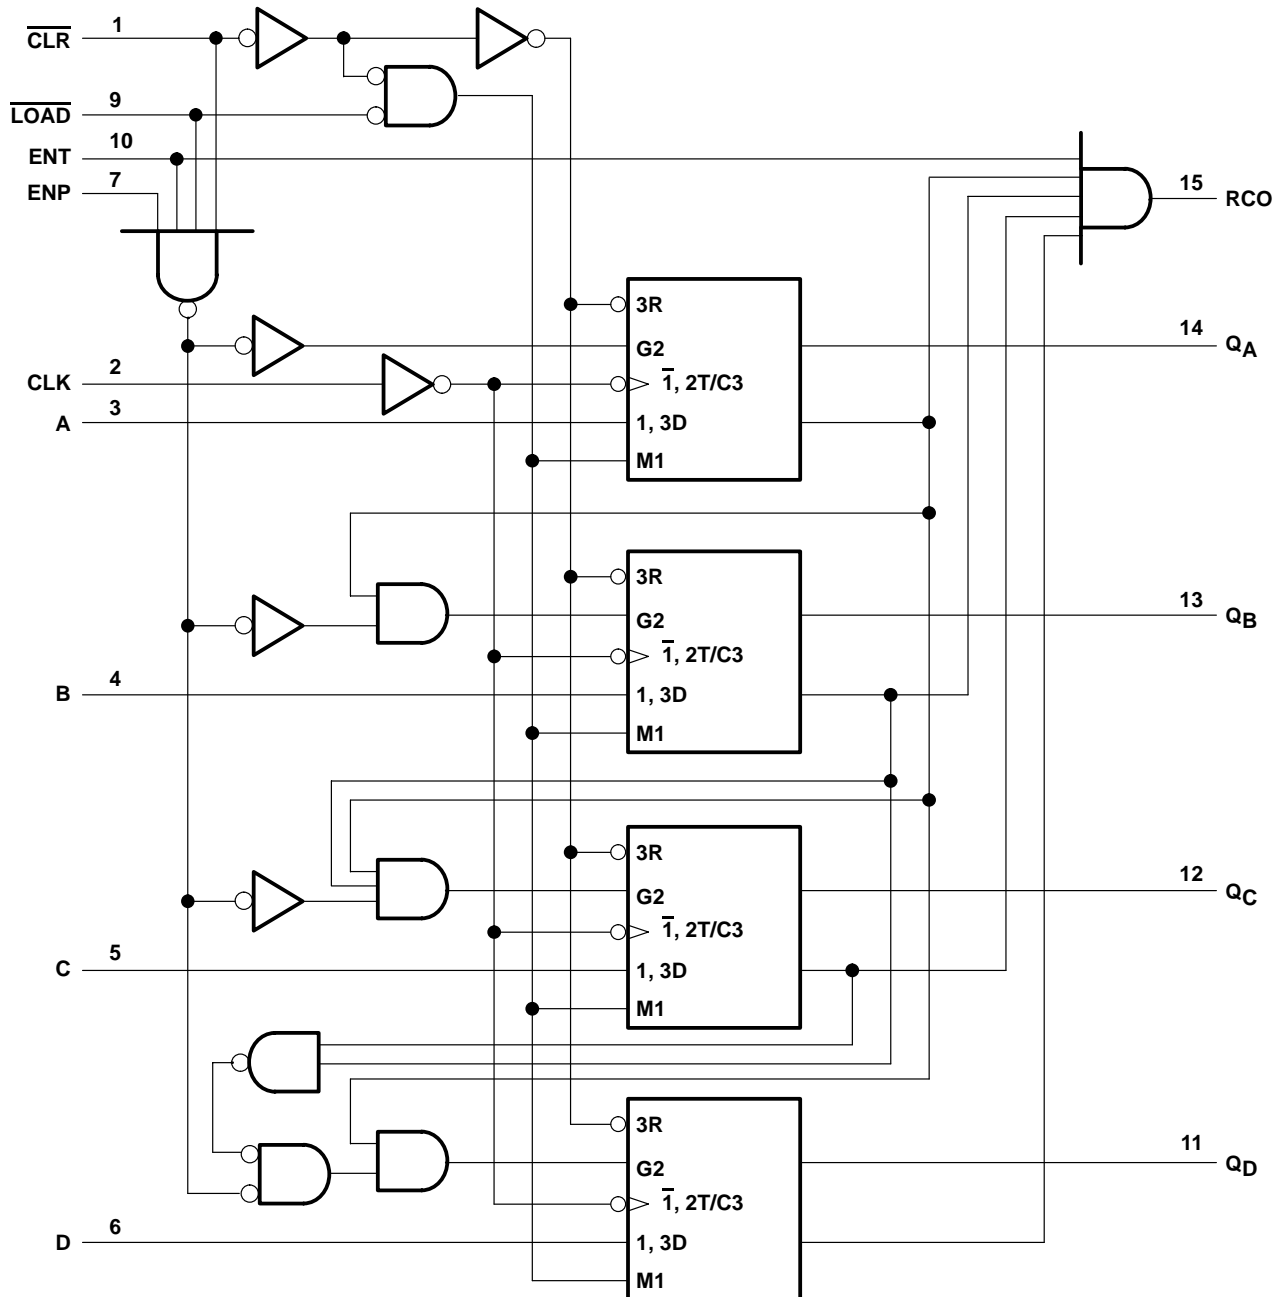 C̅L̅R̅ 1
L̅O̅A̅D̅ 9
ENT 10
ENP 7
15 RCO
3R
G2
1̅, 2T/C3
1, 3D
M1
14 QA
CLK 2
A 3
3R
G2
1̅, 2T/C3
1, 3D
M1
13 QB
B 4
3R
G2
1̅, 2T/C3
1, 3D
M1
12 QC
C 5
3R
G2
1̅, 2T/C3
1, 3D
M1
11 QD
D 6